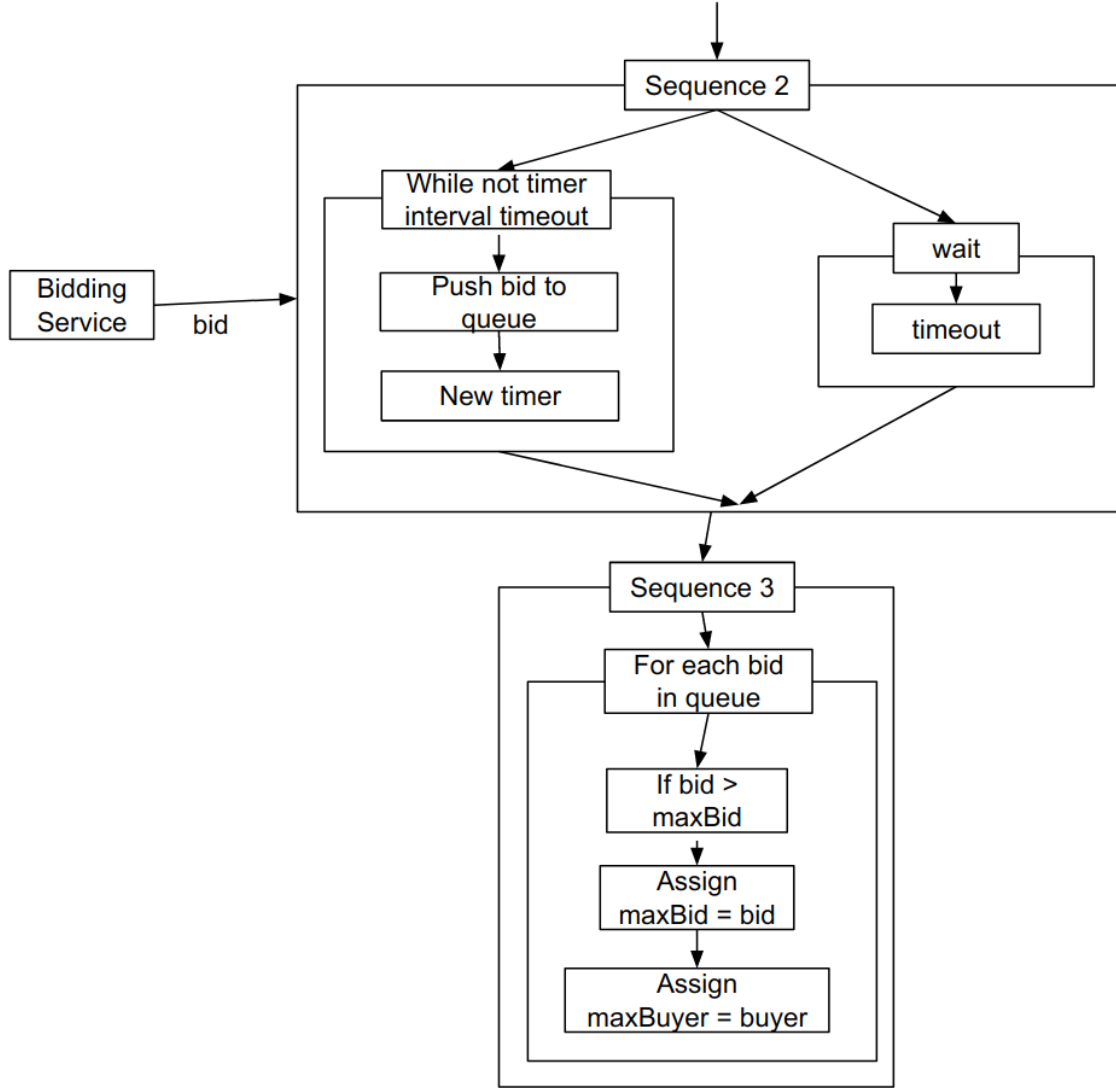 Sequence 2
While not timer
interval timeout
wait
Bidding
Service
bid
Push bid to
queue
timeout
New timer
Sequence 3
For each bid
in queue
If bid >
maxBid
Assign
maxBid = bid
Assign
maxBuyer = buyer